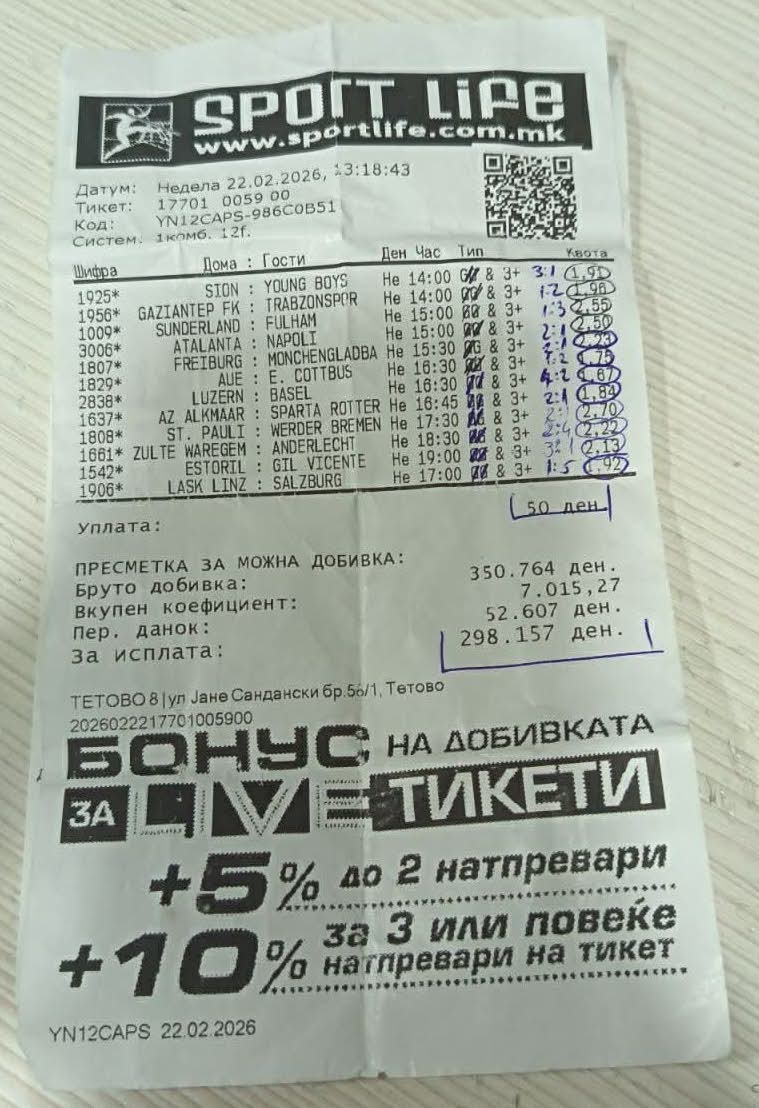 SPORT LIFE
www.sportlife.com.mk
Датум: Недела 22.02.2026, 13:18:43
Тикет: 17701 0059 00
Код: YN12CAPS-986C0B51
Систем: 1комб. 12f.
Шифра Дома : Гости Ден Час Тип Квота
1925* SION : YOUNG BOYS Не 14:00 & 3+ 3:1 1,91
1956* GAZIANTEP FK : TRABZONSPOR Не 14:00 & 3+ 1:2 1,96
1009* SUNDERLAND : FULHAM Не 15:00 & 3+ 1:3 2,55
3006* ATALANTA : NAPOLI Не 15:00 & 3+ 2:1 2,50
1807* FREIBURG : MONCHENGLADBA Не 15:30 & 3+ 2:1 2,23
1829* AUE : E. COTTBUS Не 16:30 & 3+ 1:2 1,75
2838* LUZERN : BASEL Не 16:30 & 3+ 4:2 1,67
1637* AZ ALKMAAR : SPARTA ROTTER Не 16:45 & 3+ 2:1 1,84
1808* ST. PAULI : WERDER BREMEN Не 17:30 & 3+ 2:1 2,70
1661* ZULTE WAREGEM : ANDERLECHT Не 18:30 & 3+ 2:4 2,22
1542* ESTORIL : GIL VICENTE Не 19:00 & 3+ 3:1 2,13
1906* LASK LINZ : SALZBURG Не 17:00 & 3+ 1:5 1,92
Уплата: 50 ден
ПРЕСМЕТКА ЗА МОЖНА ДОБИВКА:
Бруто добивка: 350.764 ден.
Вкупен коефициент: 7.015,27
Пер. данок: 52.607 ден.
За исплата: 298.157 ден.
ТЕТОВО 8|ул Јане Сандански бр.56/1, Тетово
2026022217701005900
БОНУС НА ДОБИВКАТА
ЗА LIVE ТИКЕТИ
+5% до 2 натпревари
+10% за 3 или повеќе
натпревари на тикет
YN12CAPS 22.02.2026